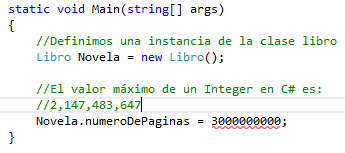 static void Main(string[] args)
{
//Definimos una instancia de la clase libro
Libro Novela = new Libro();
//El valor máximo de un Integer en C# es:
//2,147,483,647
Novela.numeroDePaginas = 3000000000;
}